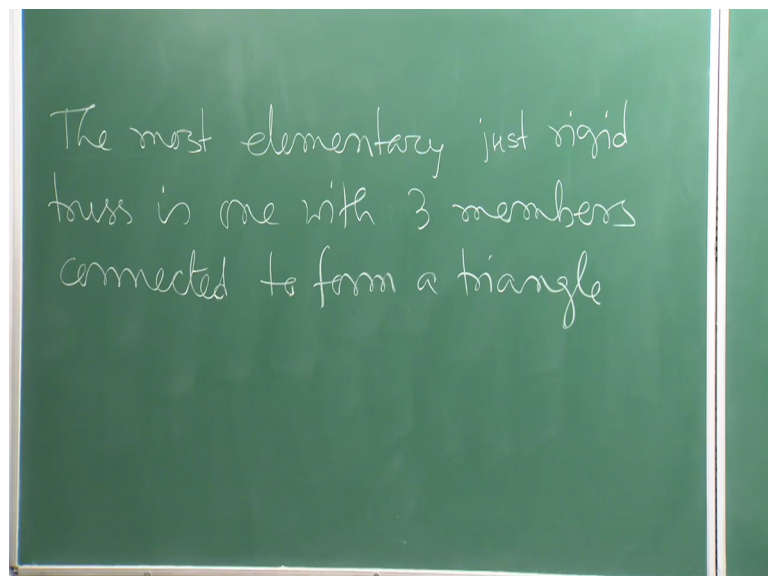 The most elementary just rigid
truss is one with 3 members
connected to form a triangle